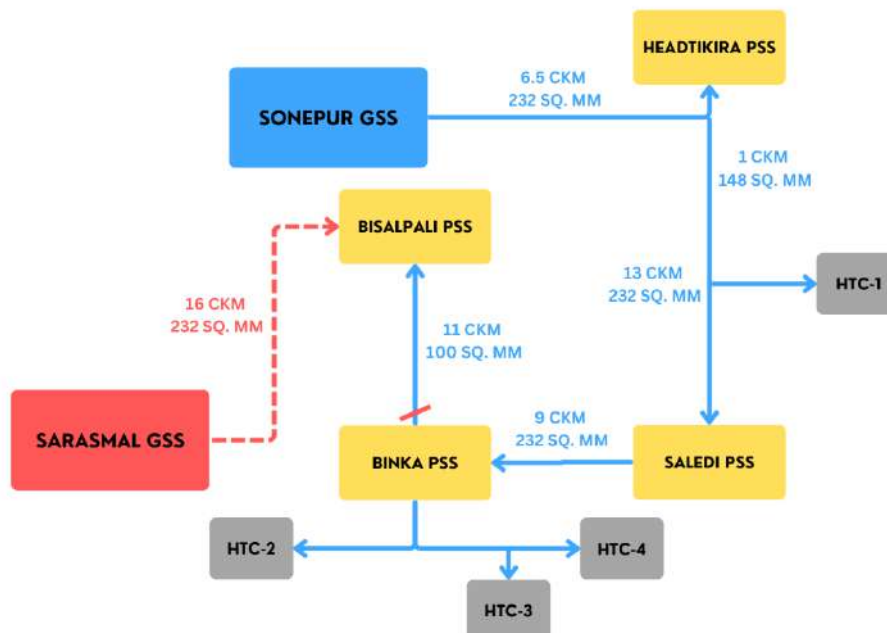 HEADTIKIRA PSS
6.5 CKM
232 SQ. MM
SONEPUR GSS
1 CKM
148 SQ. MM
BISALPALI PSS
13 CKM
232 SQ. MM
HTC-1
16 CKM
232 SQ. MM
11 CKM
100 SQ. MM
SARASMAL GSS
9 CKM
232 SQ. MM
BINKA PSS
SALEDI PSS
HTC-2
HTC-4
HTC-3